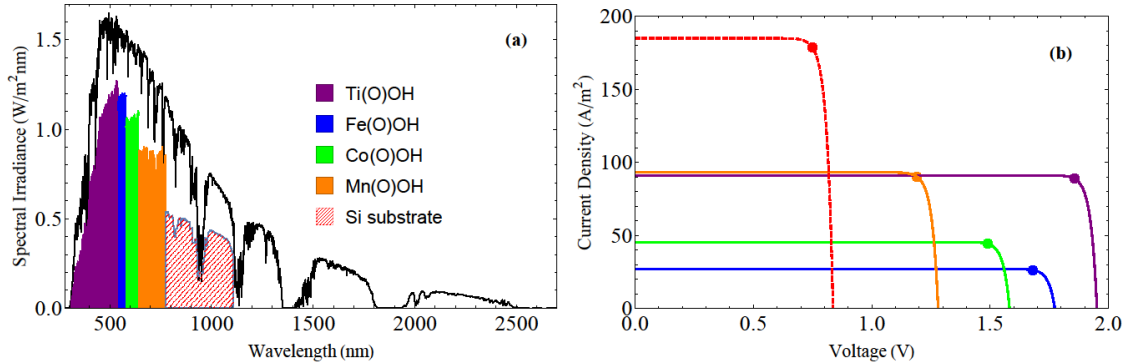 (a)
1.5
1.0
0.5
0.0
Spectral Irradiance (W/m²nm)
Ti(O)OH
Fe(O)OH
Co(O)OH
Mn(O)OH
Si substrate
500 1000 1500 2000 2500
Wavelength (nm)
(b)
200
150
100
50
0
Current Density (A/m²)
0.0 0.5 1.0 1.5 2.0
Voltage (V)